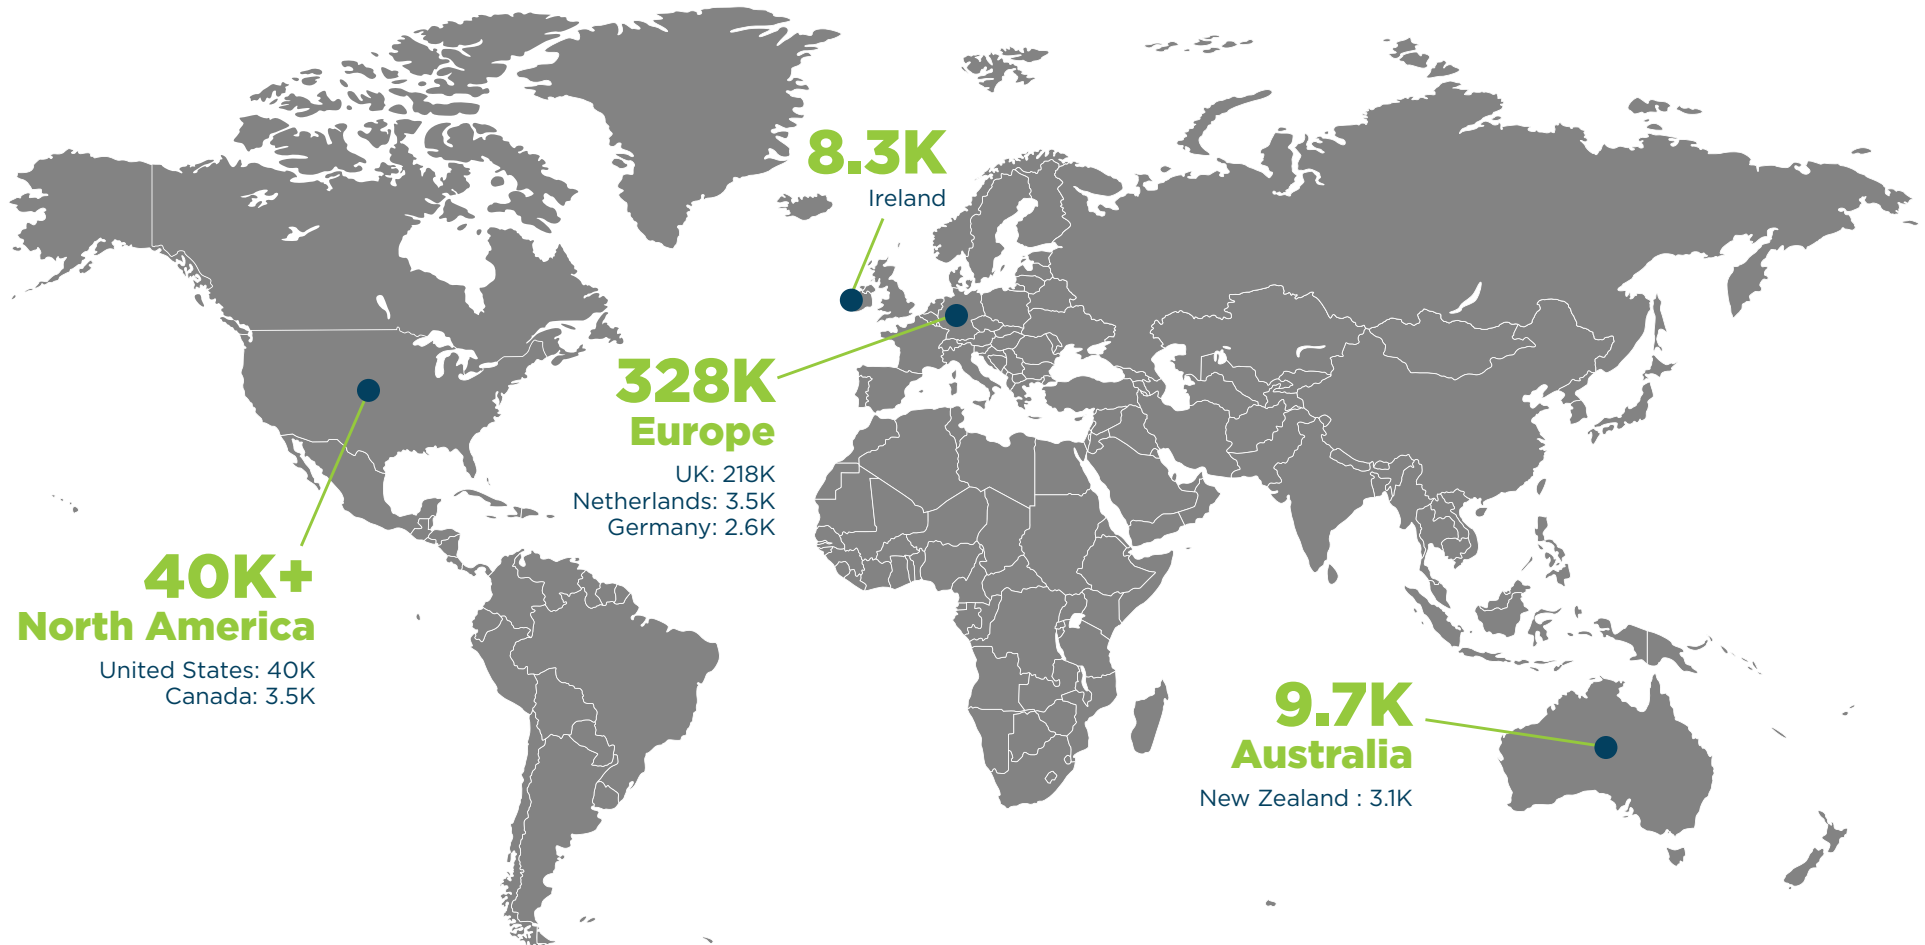 8.3K
Ireland
328K
Europe
UK: 218K
Netherlands: 3.5K
Germany: 2.6K
40K+
North America
United States: 40K
Canada: 3.5K
9.7K
Australia
New Zealand : 3.1K